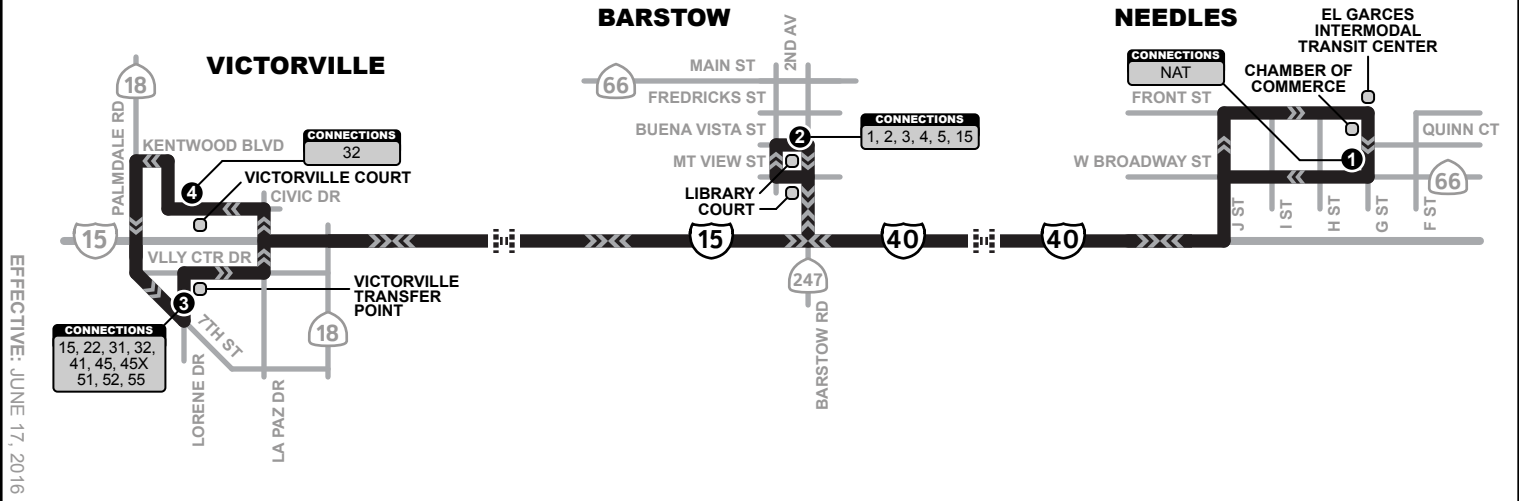 VICTORVILLE
18
PALMDALE RD
KENTWOOD BLVD
CONNECTIONS
32
4
VICTORVILLE COURT
CIVIC DR
15
VLLY CTR DR
3
VICTORVILLE
TRANSFER
POINT
CONNECTIONS
15, 22, 31, 32,
41, 45, 45X
51, 52, 55
7TH ST
18
LORENE DR
LA PAZ DR
BARSTOW
2ND AV
66
MAIN ST
FREDRICKS ST
BUENA VISTA ST
2
CONNECTIONS
1, 2, 3, 4, 5, 15
MT VIEW ST
LIBRARY
COURT
15
40
40
247
BARSTOW RD
NEEDLES
EL GARCES
INTERMODAL
TRANSIT CENTER
CONNECTIONS
NAT
CHAMBER OF
COMMERCE
FRONT ST
QUINN CT
1
W BROADWAY ST
66
J ST
I ST
H ST
G ST
F ST
EFFECTIVE: JUNE 17, 2016